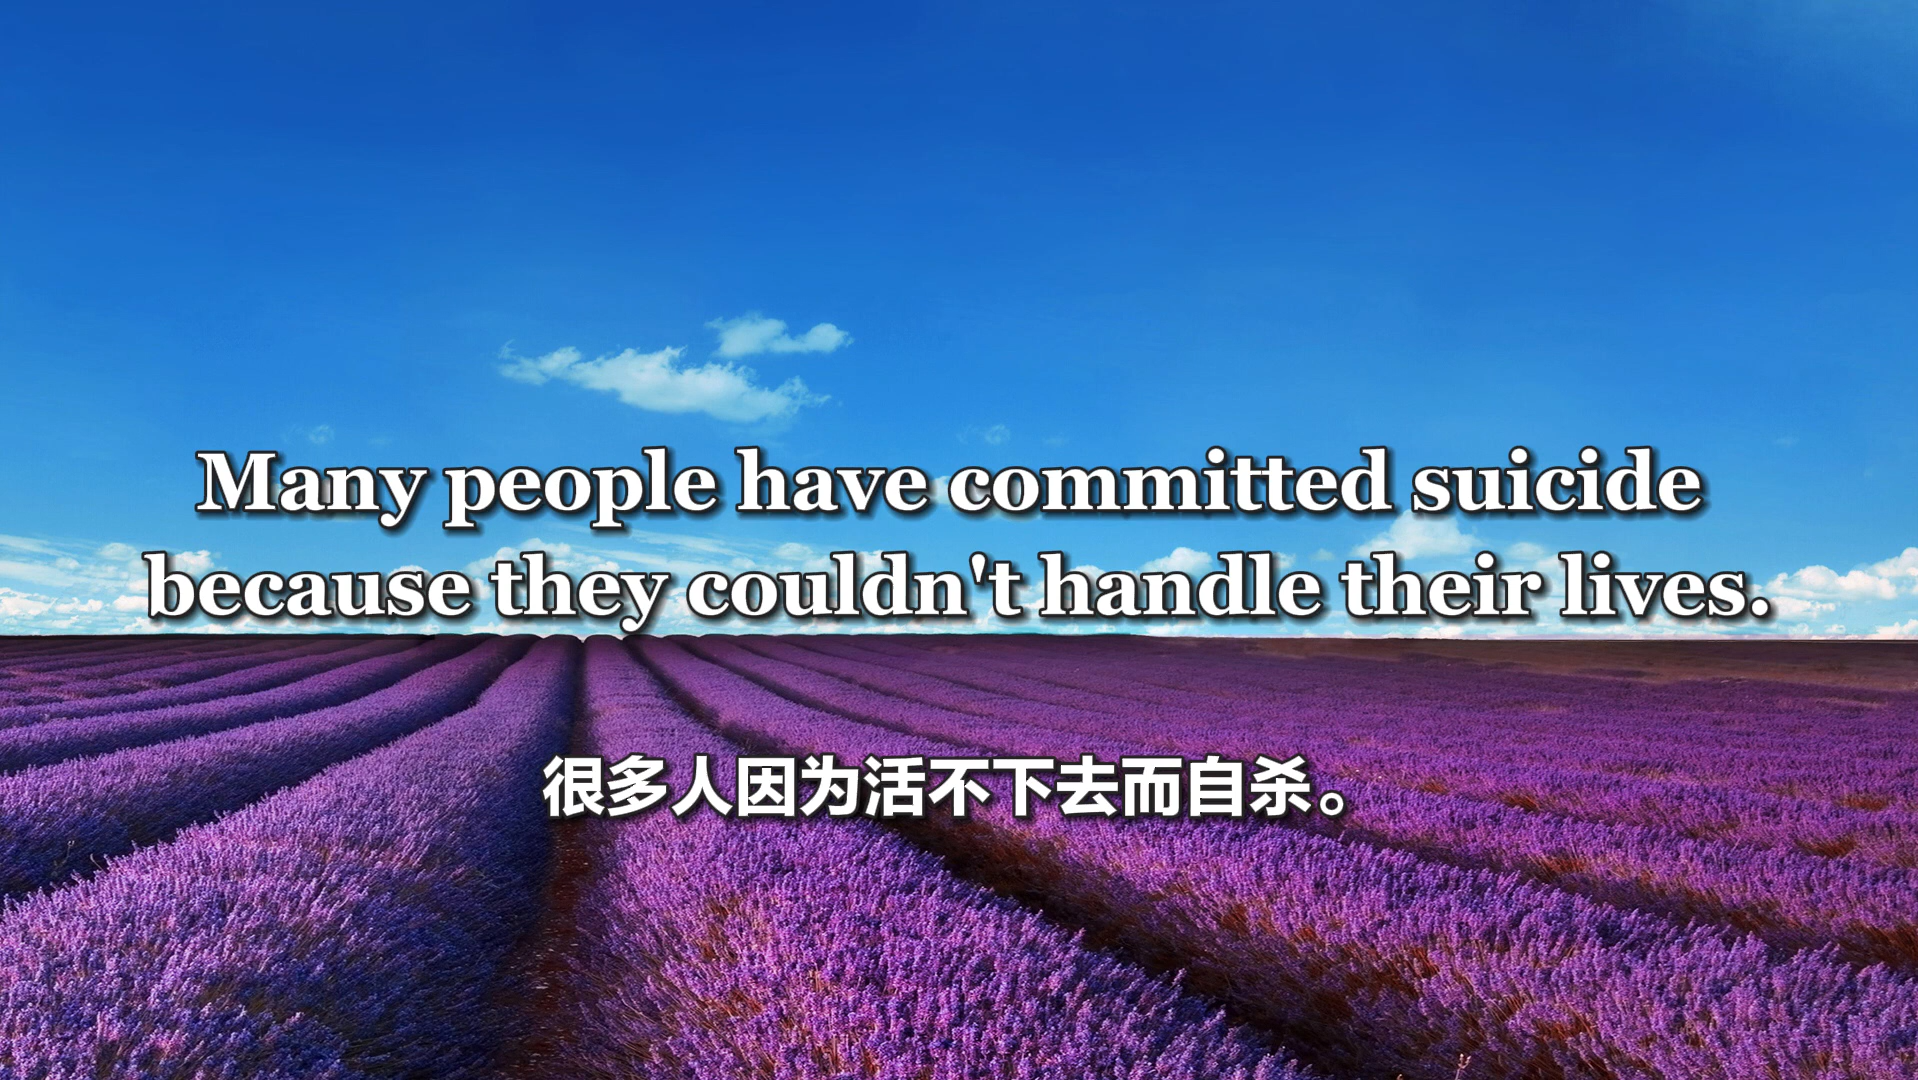 Many people have committed suicide
because they couldn't handle their lives.
很多人因为活不下去而自杀。